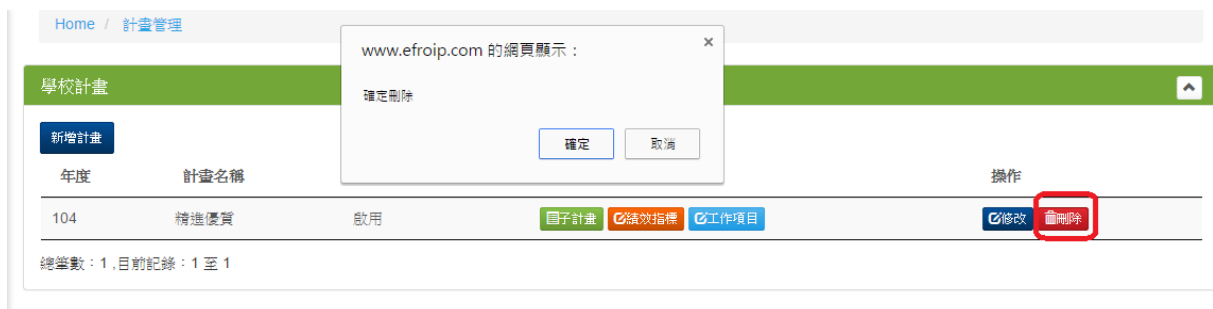 Home / 計畫管理
www.efroip.com 的網頁顯示：
×
確定刪除
確定 取消
學校計畫
新增計畫
年度 計畫名稱 操作
104 精進優質 啟用 子計畫 績效指標 工作項目 修改 刪除
總筆數：1 ,目前記錄：1 至 1